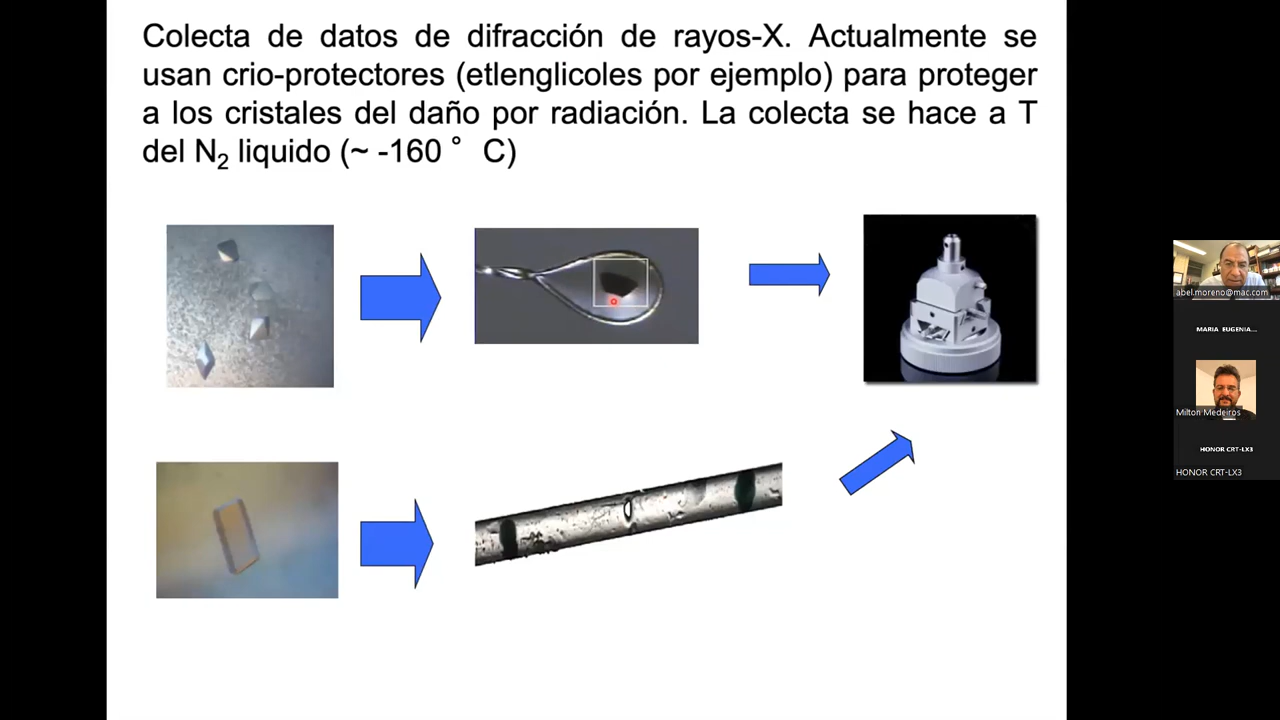 Colecta de datos de difracción de rayos-X. Actualmente se
usan crio-protectores (etlenglicoles por ejemplo) para proteger
a los cristales del daño por radiación. La colecta se hace a T
del N₂ liquido (~ -160 ° C)
abel.moreno@mac.com
MARIA EUGENIA...
Milton Medeiros
HONOR CRT-LX3
HONOR CRT-LX3